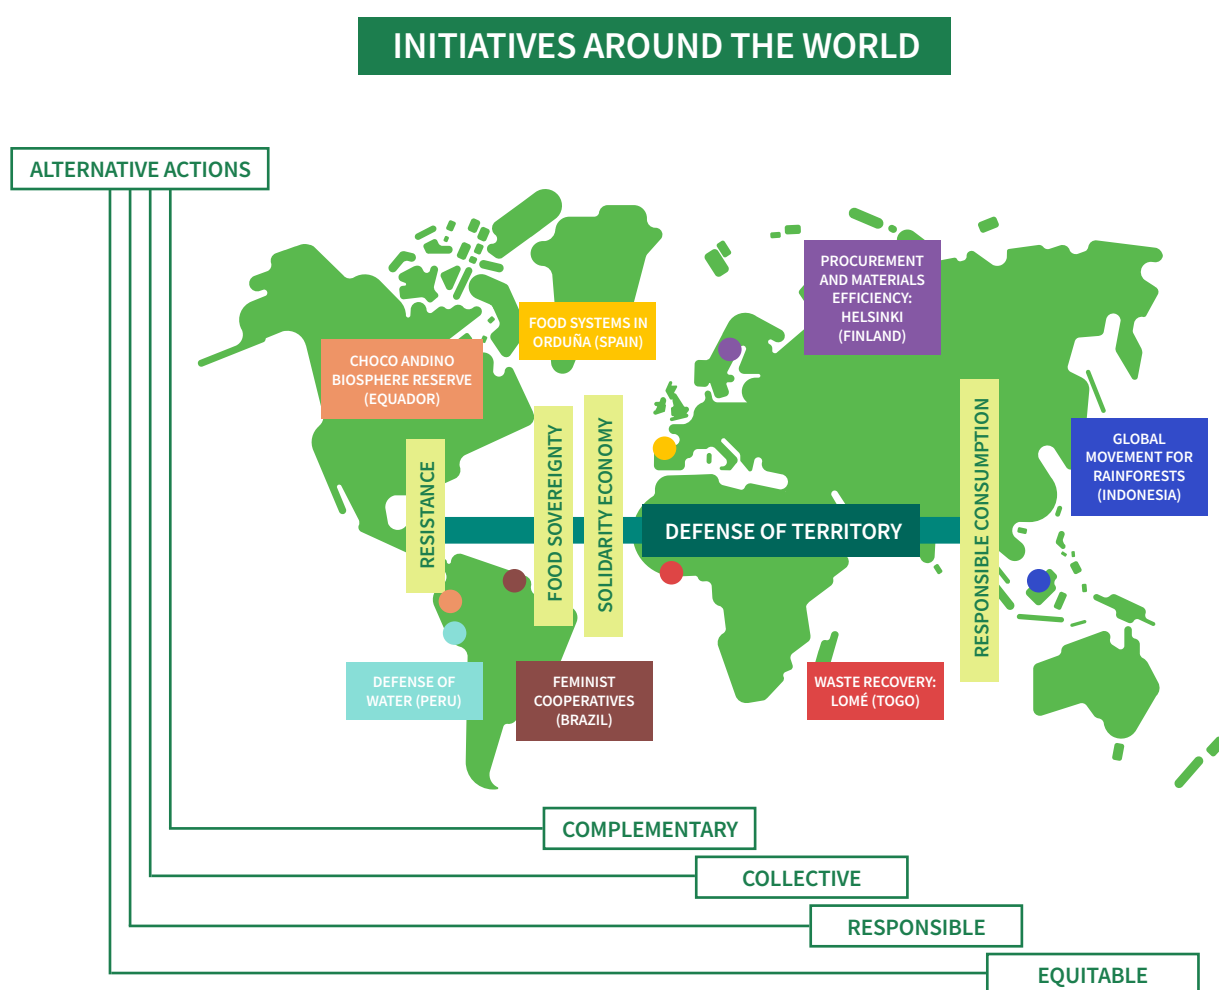 INITIATIVES AROUND THE WORLD
ALTERNATIVE ACTIONS
PROCUREMENT
AND MATERIALS
EFFICIENCY:
HELSINKI
(FINLAND)
FOOD SYSTEMS IN
ORDUÑA (SPAIN)
CHOCO ANDINO
BIOSPHERE RESERVE
(EQUADOR)
GLOBAL
MOVEMENT FOR
RAINFORESTS
(INDONESIA)
RESISTANCE
FOOD SOVEREIGNTY
SOLIDARITY ECONOMY
DEFENSE OF TERRITORY
RESPONSIBLE CONSUMPTION
DEFENSE OF
WATER (PERU)
FEMINIST
COOPERATIVES
(BRAZIL)
WASTE RECOVERY:
LOMÉ (TOGO)
COMPLEMENTARY
COLLECTIVE
RESPONSIBLE
EQUITABLE